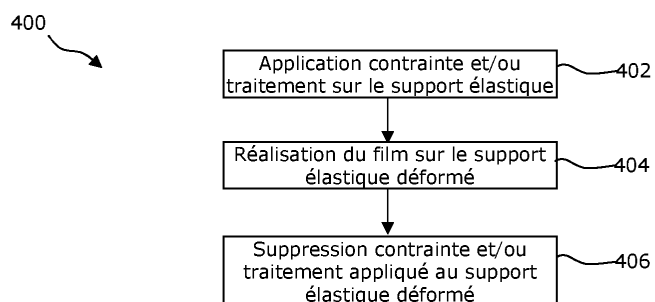 400
Application contrainte et/ou
traitement sur le support élastique
402
Réalisation du film sur le support
élastique déformé
404
Suppression contrainte et/ou
traitement appliqué au support
élastique déformé
406